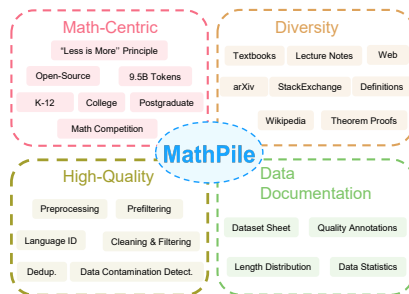 Math-Centric
"Less is More" Principle
Open-Source
9.5B Tokens
K-12
College
Postgraduate
Math Competition
Diversity
Textbooks
Lecture Notes
Web
arXiv
StackExchange
Definitions
Wikipedia
Theorem Proofs
MathPile
High-Quality
Preprocessing
Prefiltering
Language ID
Cleaning & Filtering
Dedup.
Data Contamination Detect.
Data
Documentation
Dataset Sheet
Quality Annotations
Length Distribution
Data Statistics